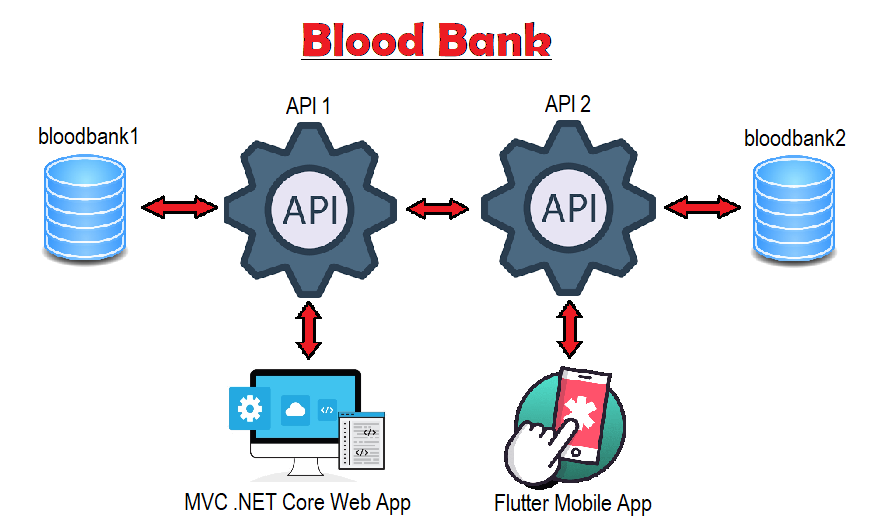 Blood Bank
API 1
API 2
bloodbank1
bloodbank2
API
API
</>
</>
</>
MVC .NET Core Web App
Flutter Mobile App